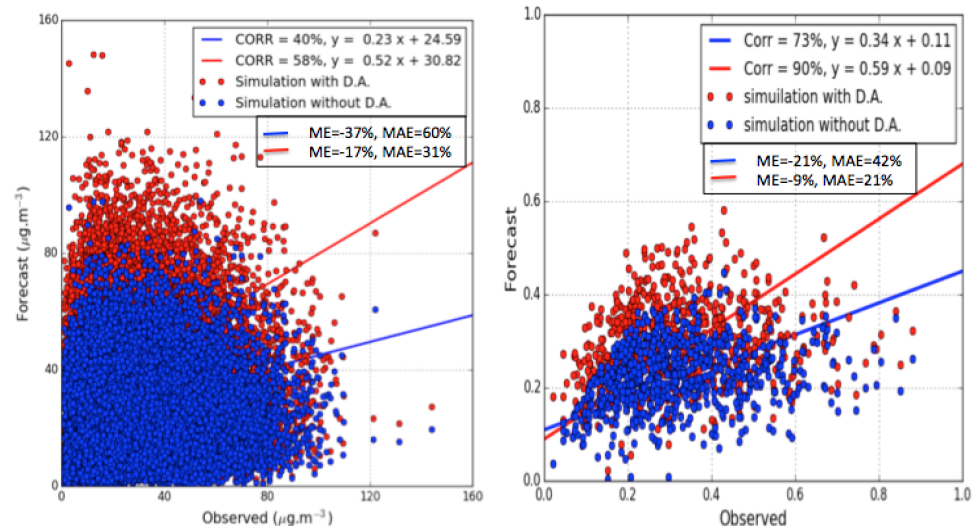 160
CORR = 40%, y = 0.23 x + 24.59
CORR = 58%, y = 0.52 x + 30.82
Simulation with D.A.
Simulation without D.A.
ME=-37%, MAE=60%
ME=-17%, MAE=31%
120
80
40
0
Forecast (μg.m⁻³)
0 40 80 120 160
Observed (μg.m⁻³)
1.0
Corr = 73%, y = 0.34 x + 0.11
Corr = 90%, y = 0.59 x + 0.09
simuilation with D.A.
simulation without D.A.
ME=-21%, MAE=42%
ME=-9%, MAE=21%
0.8
0.6
0.4
0.2
0.0
Forecast
0.0 0.2 0.4 0.6 0.8 1.0
Observed